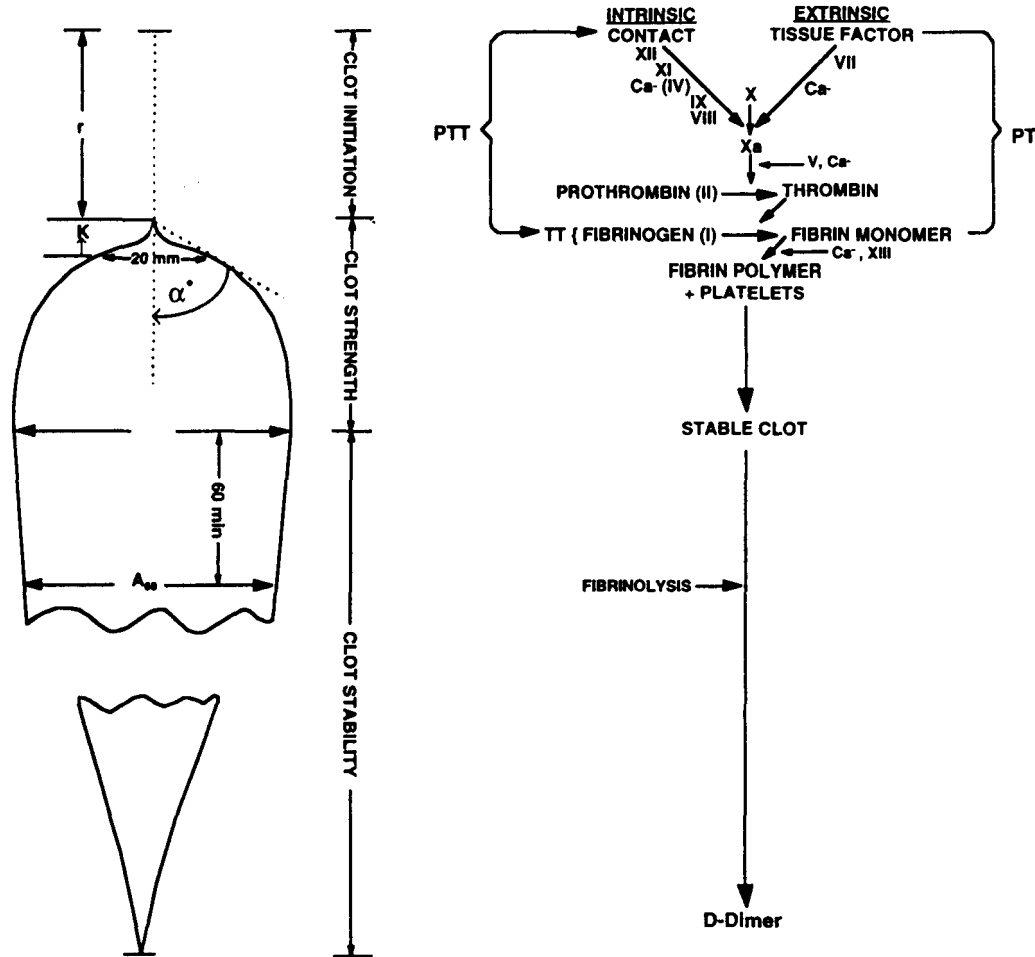 r
K
20 mm
α°
60 min
A₆₀
CLOT INITIATION
CLOT STRENGTH
CLOT STABILITY
INTRINSIC
CONTACT
XII
XI
Ca- (IV)
IX
VIII
EXTRINSIC
TISSUE FACTOR
VII
Ca-
X
Xa
V, Ca-
PTT
PT
PROTHROMBIN (II)
THROMBIN
TT { FIBRINOGEN (I)
FIBRIN MONOMER
Ca-, XIII
FIBRIN POLYMER
+ PLATELETS
STABLE CLOT
FIBRINOLYSIS
D-Dimer